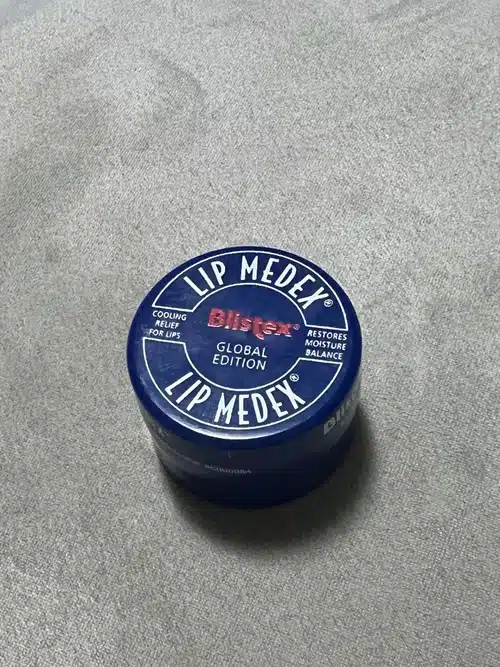 LIP MEDEX®
Blistex®
GLOBAL
EDITION
COOLING
RELIEF
FOR LIPS
RESTORES
MOISTURE
BALANCE
LIP MEDEX®